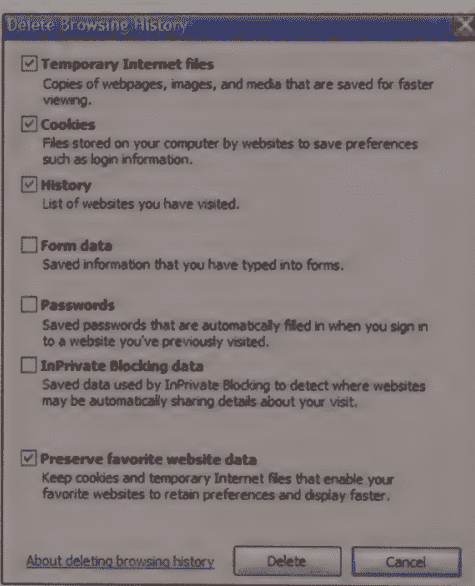 Delete Browsing History
Temporary Internet files
Copies of webpages, images, and media that are saved for faster
viewing.
Cookies
Files stored on your computer by websites to save preferences
such as login information.
History
List of websites you have visited.
Form data
Saved information that you have typed into forms.
Passwords
Saved passwords that are automatically filled in when you sign in
to a website you've previously visited.
InPrivate Blocking data
Saved data used by InPrivate Blocking to detect where websites
may be automatically sharing details about your visit.
Preserve favorite website data
Keep cookies and temporary Internet files that enable your
favorite websites to retain preferences and display faster.
About deleting browsing history Delete Cancel